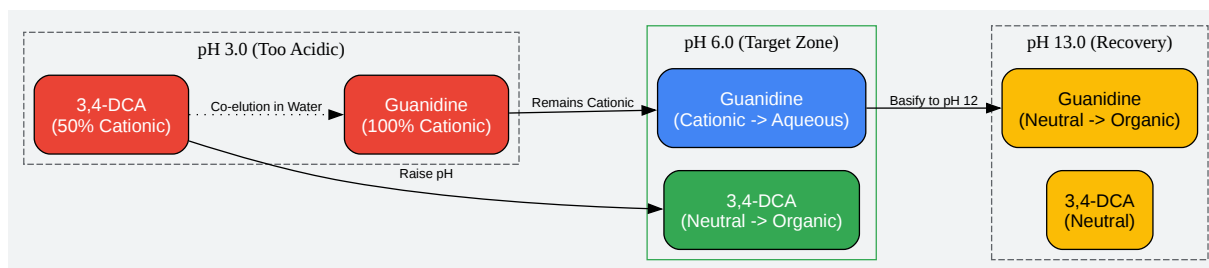 pH 3.0 (Too Acidic)
3,4-DCA
(50% Cationic)
Co-elution in Water
Guanidine
(100% Cationic)
Remains Cationic
Raise pH
pH 6.0 (Target Zone)
Guanidine
(Cationic -> Aqueous)
3,4-DCA
(Neutral -> Organic)
Basify to pH 12
pH 13.0 (Recovery)
Guanidine
(Neutral -> Organic)
3,4-DCA
(Neutral)